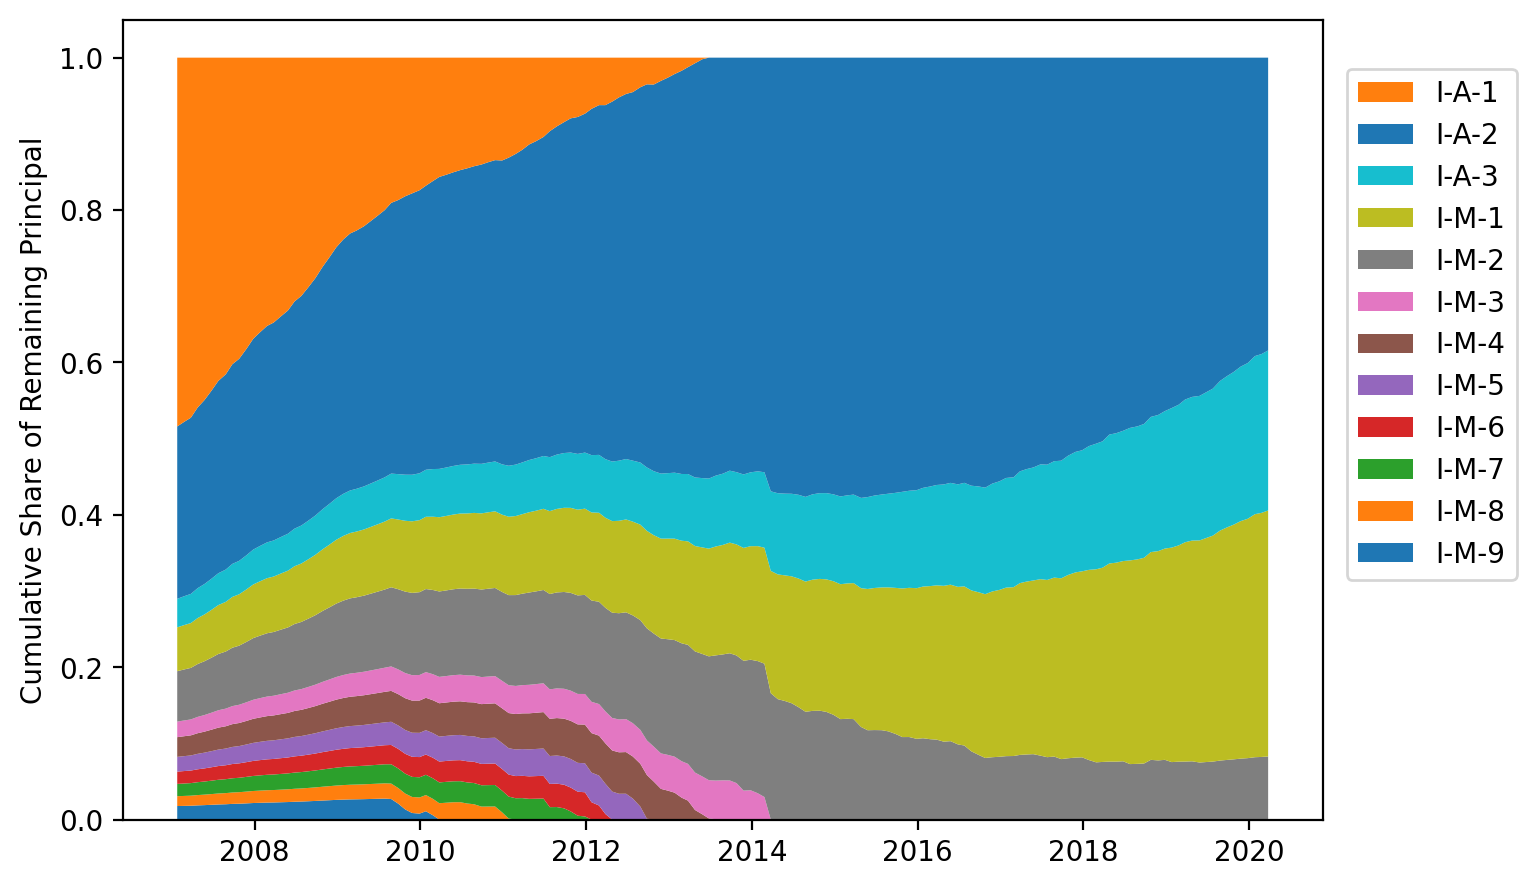 Cumulative Share of Remaining Principal
1.0
0.8
0.6
0.4
0.2
0.0
2008 2010 2012 2014 2016 2018 2020
I-A-1
I-A-2
I-A-3
I-M-1
I-M-2
I-M-3
I-M-4
I-M-5
I-M-6
I-M-7
I-M-8
I-M-9